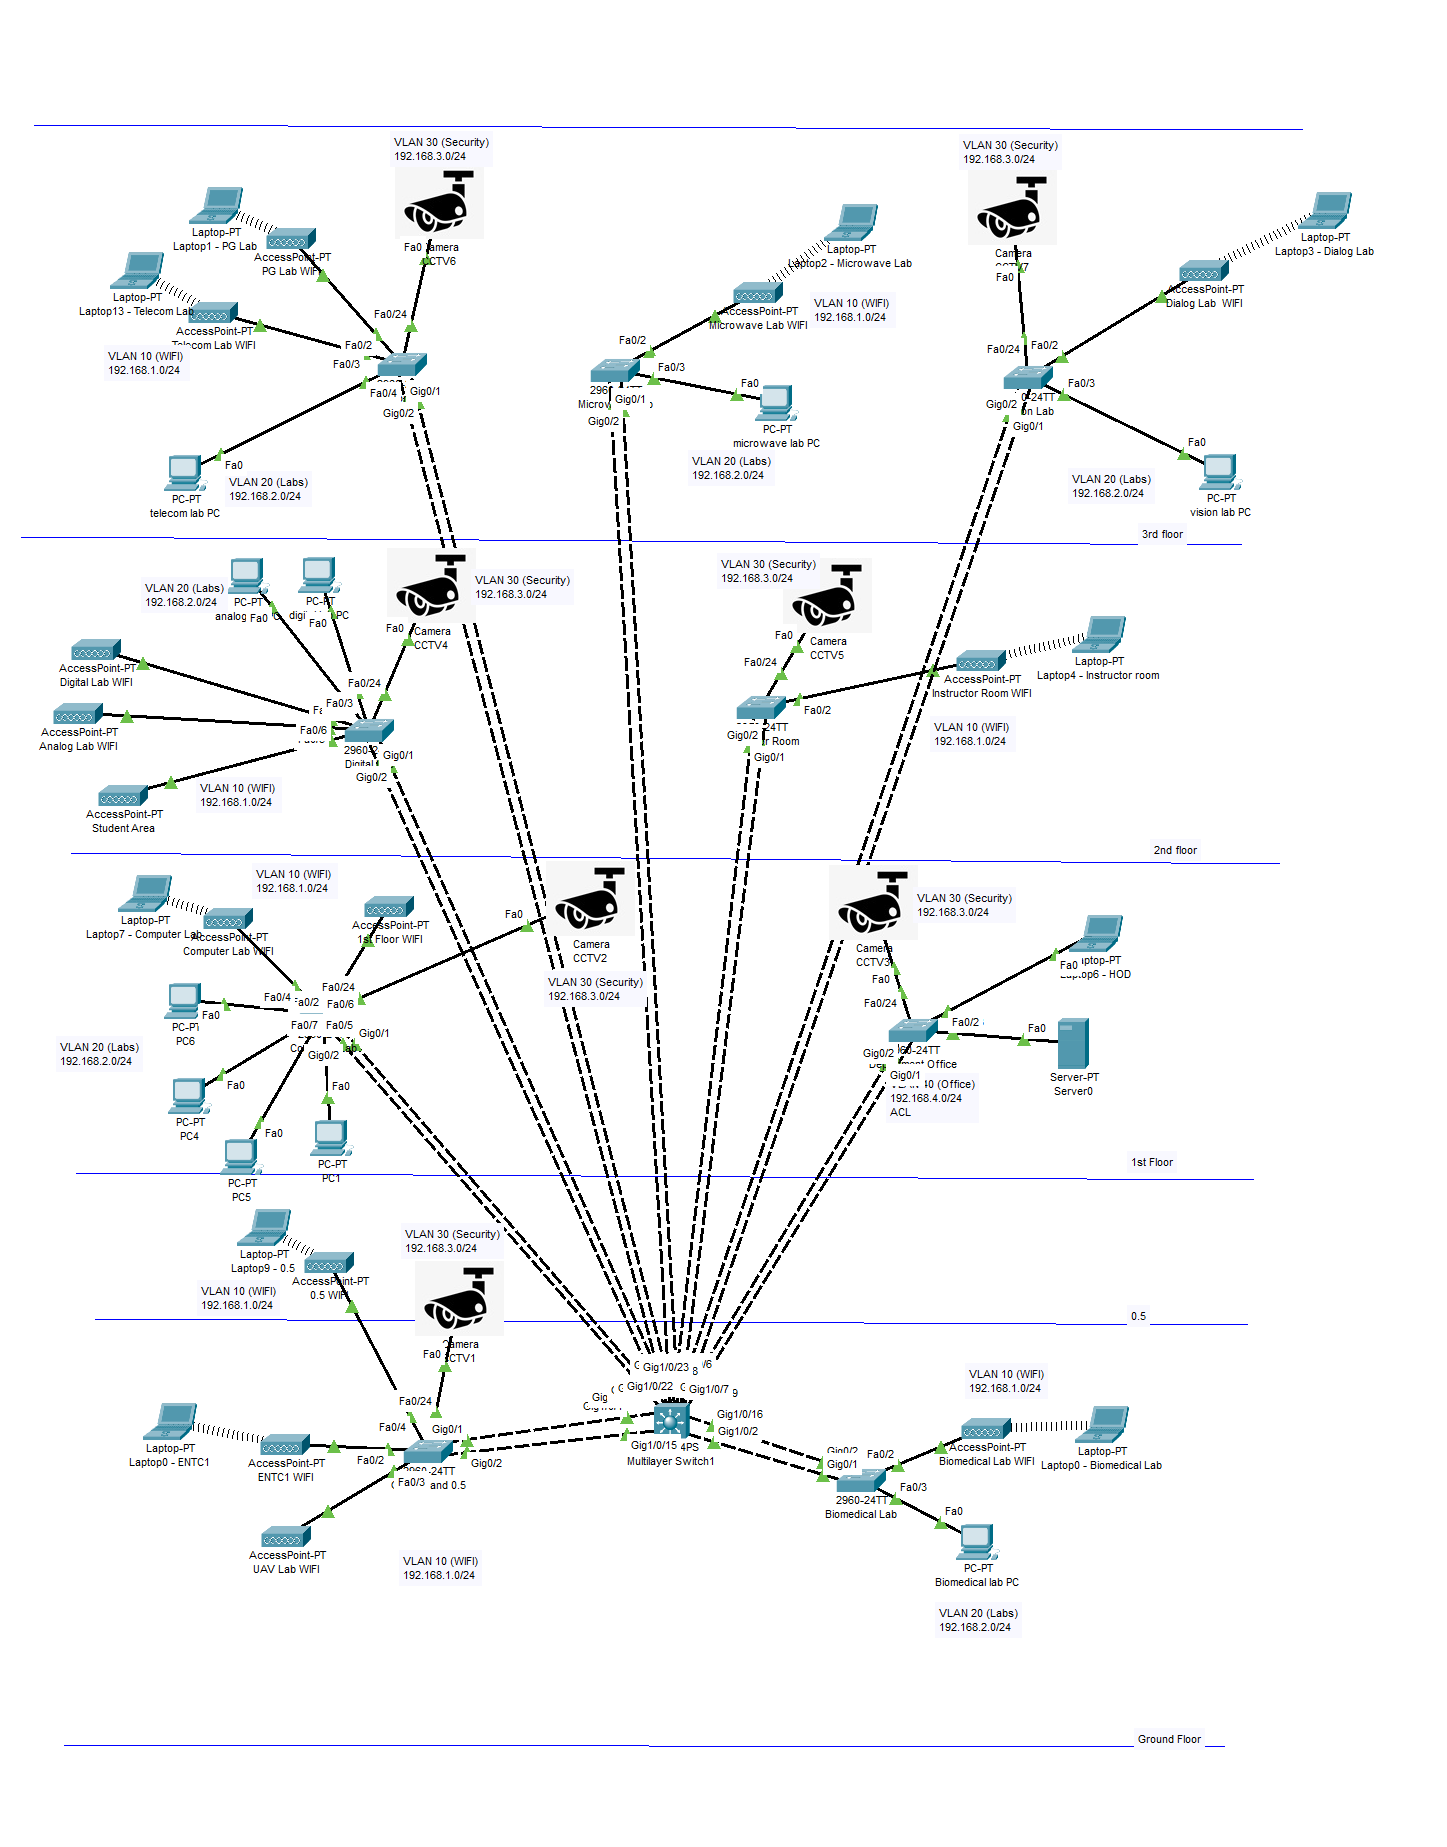 VLAN 30 (Security)
192.168.3.0/24
VLAN 30 (Security)
192.168.3.0/24
Laptop-PT
Laptop1 - PG Lab
AccessPoint-PT
PG Lab WIFI
Fa0
Camera
CCTV6
Laptop-PT
Laptop13 - Telecom Lab
AccessPoint-PT
Telecom Lab WIFI
VLAN 10 (WIFI)
192.168.1.0/24
Fa0/24
Fa0/2
Fa0/3
Fa0/4
Gig0/1
Gig0/2
Fa0
PC-PT
telecom lab PC
VLAN 20 (Labs)
192.168.2.0/24
Laptop-PT
Laptop2 - Microwave Lab
AccessPoint-PT
Microwave Lab WIFI
VLAN 10 (WIFI)
192.168.1.0/24
Fa0/2
Fa0/3
Gig0/1
Gig0/2
Fa0
PC-PT
microwave lab PC
VLAN 20 (Labs)
192.168.2.0/24
Camera
Fa0
Laptop-PT
Laptop3 - Dialog Lab
AccessPoint-PT
Dialog Lab WIFI
Fa0/24
Fa0/2
Fa0/3
Gig0/2
Gig0/1
Fa0
PC-PT
vision lab PC
VLAN 20 (Labs)
192.168.2.0/24
3rd floor
VLAN 20 (Labs)
192.168.2.0/24
PC-PT
Fa0
PC-PT
Fa0
VLAN 30 (Security)
192.168.3.0/24
Fa0
Camera
CCTV4
AccessPoint-PT
Digital Lab WIFI
AccessPoint-PT
Analog Lab WIFI
AccessPoint-PT
Student Area
VLAN 10 (WIFI)
192.168.1.0/24
Fa0/24
Fa0/3
Fa0/6
Gig0/1
Gig0/2
VLAN 30 (Security)
192.168.3.0/24
Fa0
Camera
CCTV5
Fa0/24
Fa0/2
Gig0/2
Gig0/1
Laptop-PT
Laptop4 - Instructor room
AccessPoint-PT
Instructor Room WIFI
VLAN 10 (WIFI)
192.168.1.0/24
2nd floor
VLAN 10 (WIFI)
192.168.1.0/24
Laptop-PT
Laptop7 - Computer Lab
AccessPoint-PT
Computer Lab WIFI
AccessPoint-PT
1st Floor WIFI
Fa0
Camera
CCTV2
VLAN 30 (Security)
192.168.3.0/24
Fa0/24
Fa0/4
Fa0/2
Fa0/6
Fa0/7
Fa0/5
Gig0/1
Gig0/2
Fa0
PC-PT
PC6
VLAN 20 (Labs)
192.168.2.0/24
Fa0
PC-PT
PC4
Fa0
PC-PT
PC5
Fa0
PC-PT
PC1
VLAN 30 (Security)
192.168.3.0/24
Camera
CCTV3
Fa0
Fa0/24
Fa0/2
Fa0
Laptop-PT
Laptop6 - HOD
Gig0/2
Gig0/1
Department Office
VLAN 40 (Office)
192.168.4.0/24
ACL
Fa0
Server-PT
Server0
1st Floor
Laptop-PT
Laptop9 - 0.5
AccessPoint-PT
0.5 WIFI
VLAN 10 (WIFI)
192.168.1.0/24
VLAN 30 (Security)
192.168.3.0/24
Camera
CCTV1
Fa0
0.5
Gig1/0/23
Gig1/0/22
Gig1/0/7
Gig1/0/16
Gig1/0/2
Gig1/0/15
Multilayer Switch1
Fa0/24
Fa0/4
Gig0/1
Fa0/2
Gig0/2
Fa0/3
and 0.5
Laptop-PT
Laptop0 - ENTC1
AccessPoint-PT
ENTC1 WIFI
AccessPoint-PT
UAV Lab WIFI
VLAN 10 (WIFI)
192.168.1.0/24
VLAN 10 (WIFI)
192.168.1.0/24
Gig0/2
Gig0/1
Fa0/2
Fa0/3
2960-24TT
Biomedical Lab
AccessPoint-PT
Biomedical Lab WIFI
Laptop-PT
Laptop0 - Biomedical Lab
Fa0
PC-PT
Biomedical lab PC
VLAN 20 (Labs)
192.168.2.0/24
Ground Floor